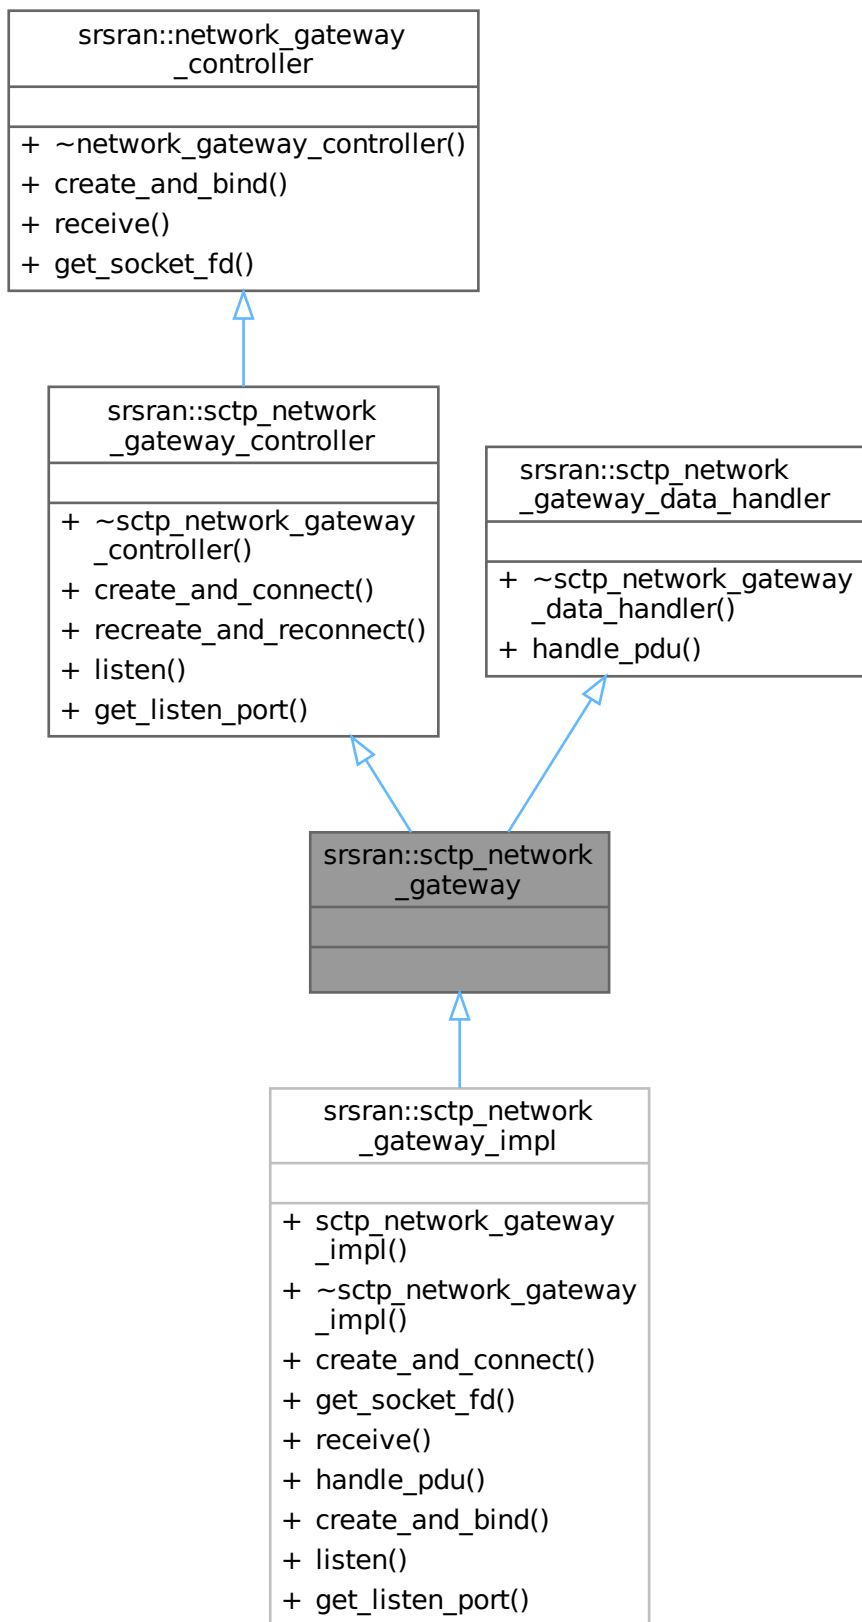 srsran::network_gateway
_controller
+ ~network_gateway_controller()
+ create_and_bind()
+ receive()
+ get_socket_fd()
srsran::sctp_network
_gateway_controller
+ ~sctp_network_gateway
_controller()
+ create_and_connect()
+ recreate_and_reconnect()
+ listen()
+ get_listen_port()
srsran::sctp_network
_gateway_data_handler
+ ~sctp_network_gateway
_data_handler()
+ handle_pdu()
srsran::sctp_network
_gateway
srsran::sctp_network
_gateway_impl
+ sctp_network_gateway
_impl()
+ ~sctp_network_gateway
_impl()
+ create_and_connect()
+ get_socket_fd()
+ receive()
+ handle_pdu()
+ create_and_bind()
+ listen()
+ get_listen_port()